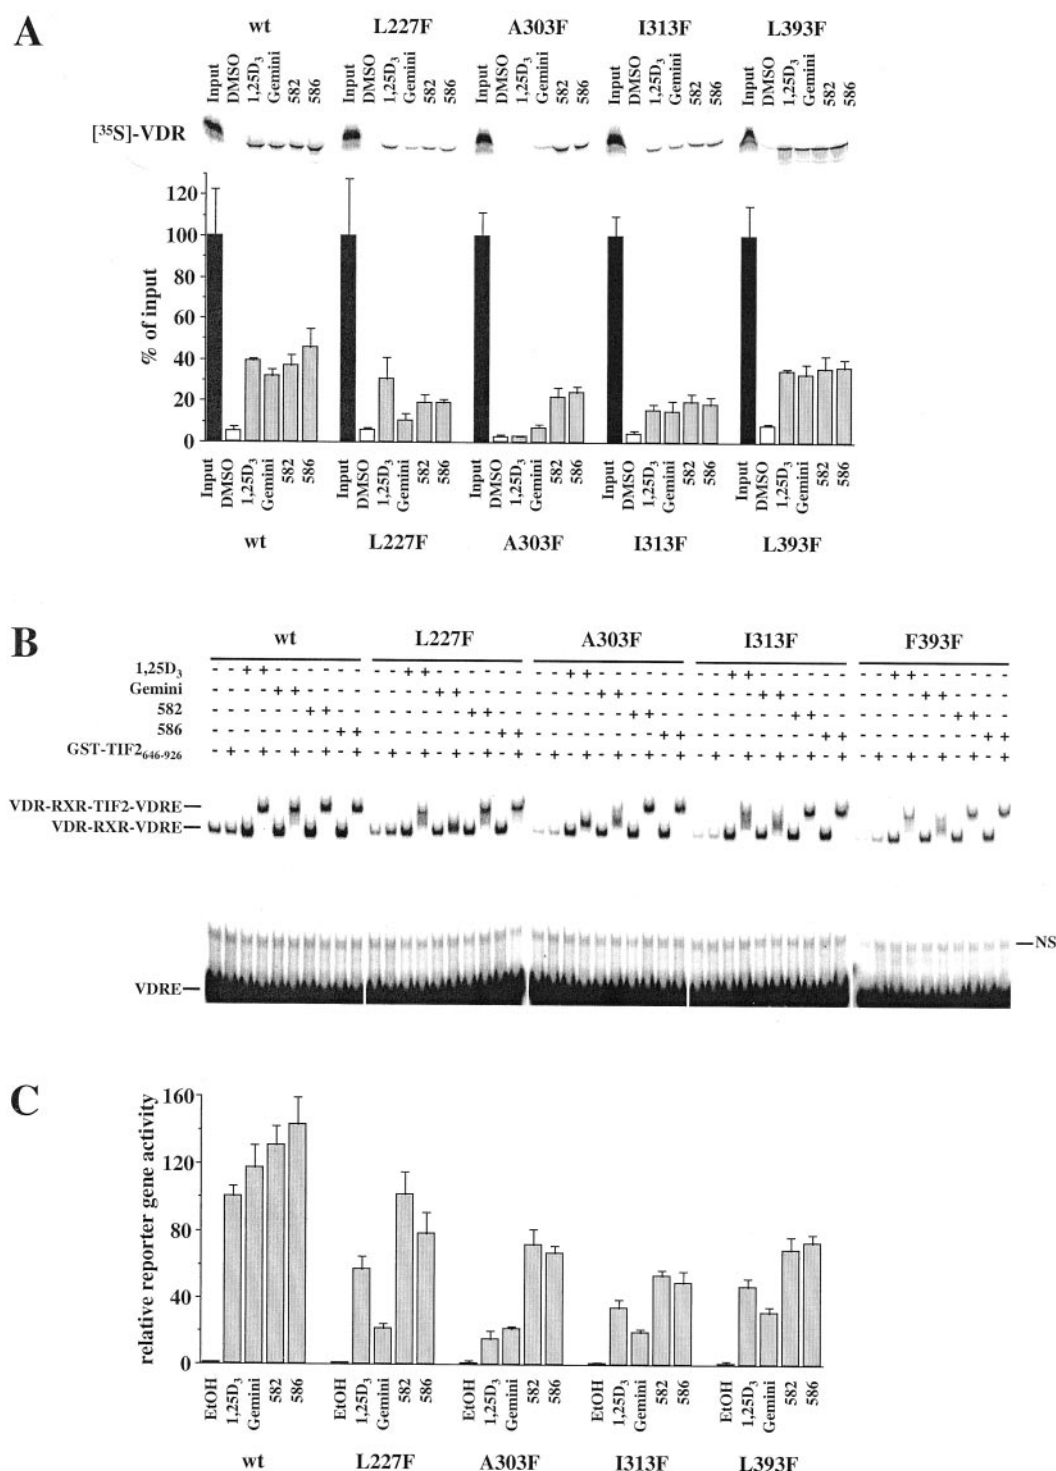 A
wt L227F A303F I313F L393F
Input DMSO 1,25D3 Gemini 582 586 Input DMSO 1,25D3 Gemini 582 586 Input DMSO 1,25D3 Gemini 582 586 Input DMSO 1,25D3 Gemini 582 586 Input DMSO 1,25D3 Gemini 582 586
[35S]-VDR
% of input
120
100
80
60
40
20
0
Input DMSO 1,25D3 Gemini 582 586 Input DMSO 1,25D3 Gemini 582 586 Input DMSO 1,25D3 Gemini 582 586 Input DMSO 1,25D3 Gemini 582 586 Input DMSO 1,25D3 Gemini 582 586
wt L227F A303F I313F L393F
B
wt L227F A303F I313F F393F
1,25D3 - - + + - - - - - - - - + + - - - - - - - - + + - - - - - - - - + + - - - - - - - - + + - - - - - -
Gemini - - - - + + - - - - - - - - + + - - - - - - - - + + - - - - - - - - + + - - - - - - - - + + - - - -
582 - - - - - - + + - - - - - - - - + + - - - - - - - - + + - - - - - - - - + + - - - - - - - - + + - -
586 - - - - - - - - + + - - - - - - - - + + - - - - - - - - + + - - - - - - - - + + - - - - - - - - + +
GST-TIF2646-926 - + - + - + - + - + - + - + - + - + - + - + - + - + - + - + - + - + - + - + - + - + - + - + - + - +
VDR-RXR-TIF2-VDRE
VDR-RXR-VDRE
NS
VDRE
C
relative reporter gene activity
160
120
80
40
0
EtOH 1,25D3 Gemini 582 586 EtOH 1,25D3 Gemini 582 586 EtOH 1,25D3 Gemini 582 586 EtOH 1,25D3 Gemini 582 586 EtOH 1,25D3 Gemini 582 586
wt L227F A303F I313F L393F